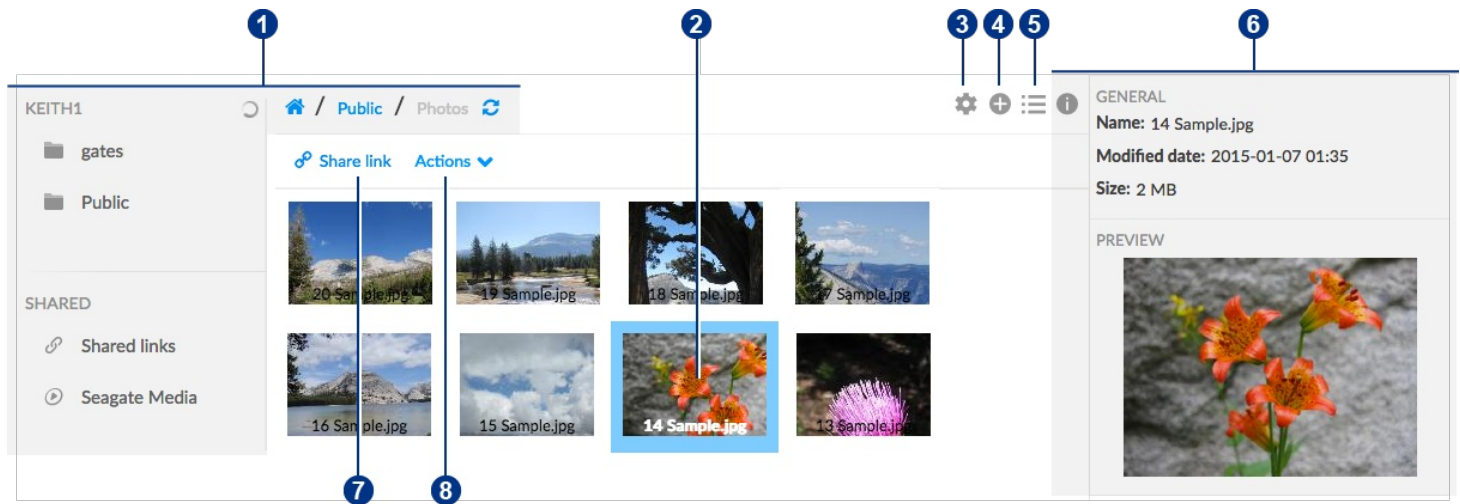 1 2 3 4 5 6
KEITH1
gates
Public
SHARED
Shared links
Seagate Media
/ Public / Photos
Share link Actions
20 Sample.jpg 19 Sample.jpg 18 Sample.jpg 17 Sample.jpg
16 Sample.jpg 15 Sample.jpg 14 Sample.jpg 13 Sample.jpg
GENERAL
Name: 14 Sample.jpg
Modified date: 2015-01-07 01:35
Size: 2 MB
PREVIEW
7 8